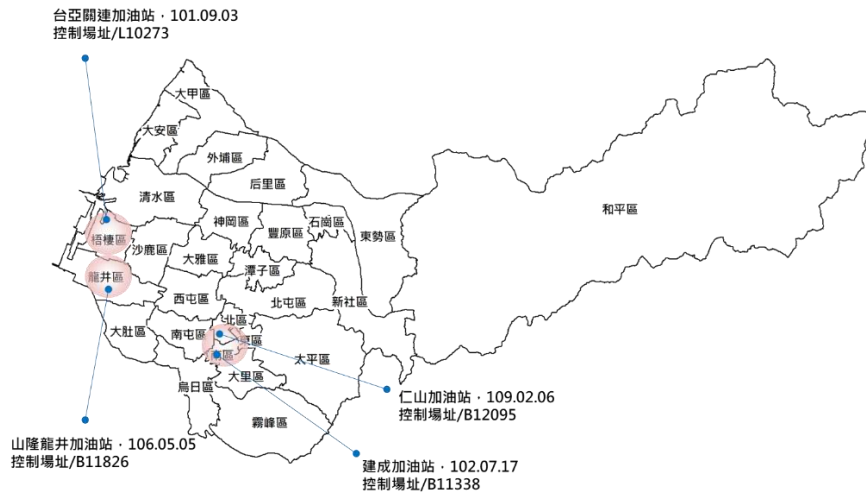 台亞關連加油站，101.09.03
控制場址/L10273
大甲區
大安區
外埔區
后里區
清水區
和平區
神岡區
豐原區
石崗區
東勢區
梧棲區
沙鹿區
大雅區
潭子區
龍井區
西屯區
北屯區
新社區
大肚區
南屯區
北區
東區
南區
太平區
烏日區
大里區
霧峰區
仁山加油站，109.02.06
控制場址/B12095
山隆龍井加油站，106.05.05
控制場址/B11826
建成加油站，102.07.17
控制場址/B11338